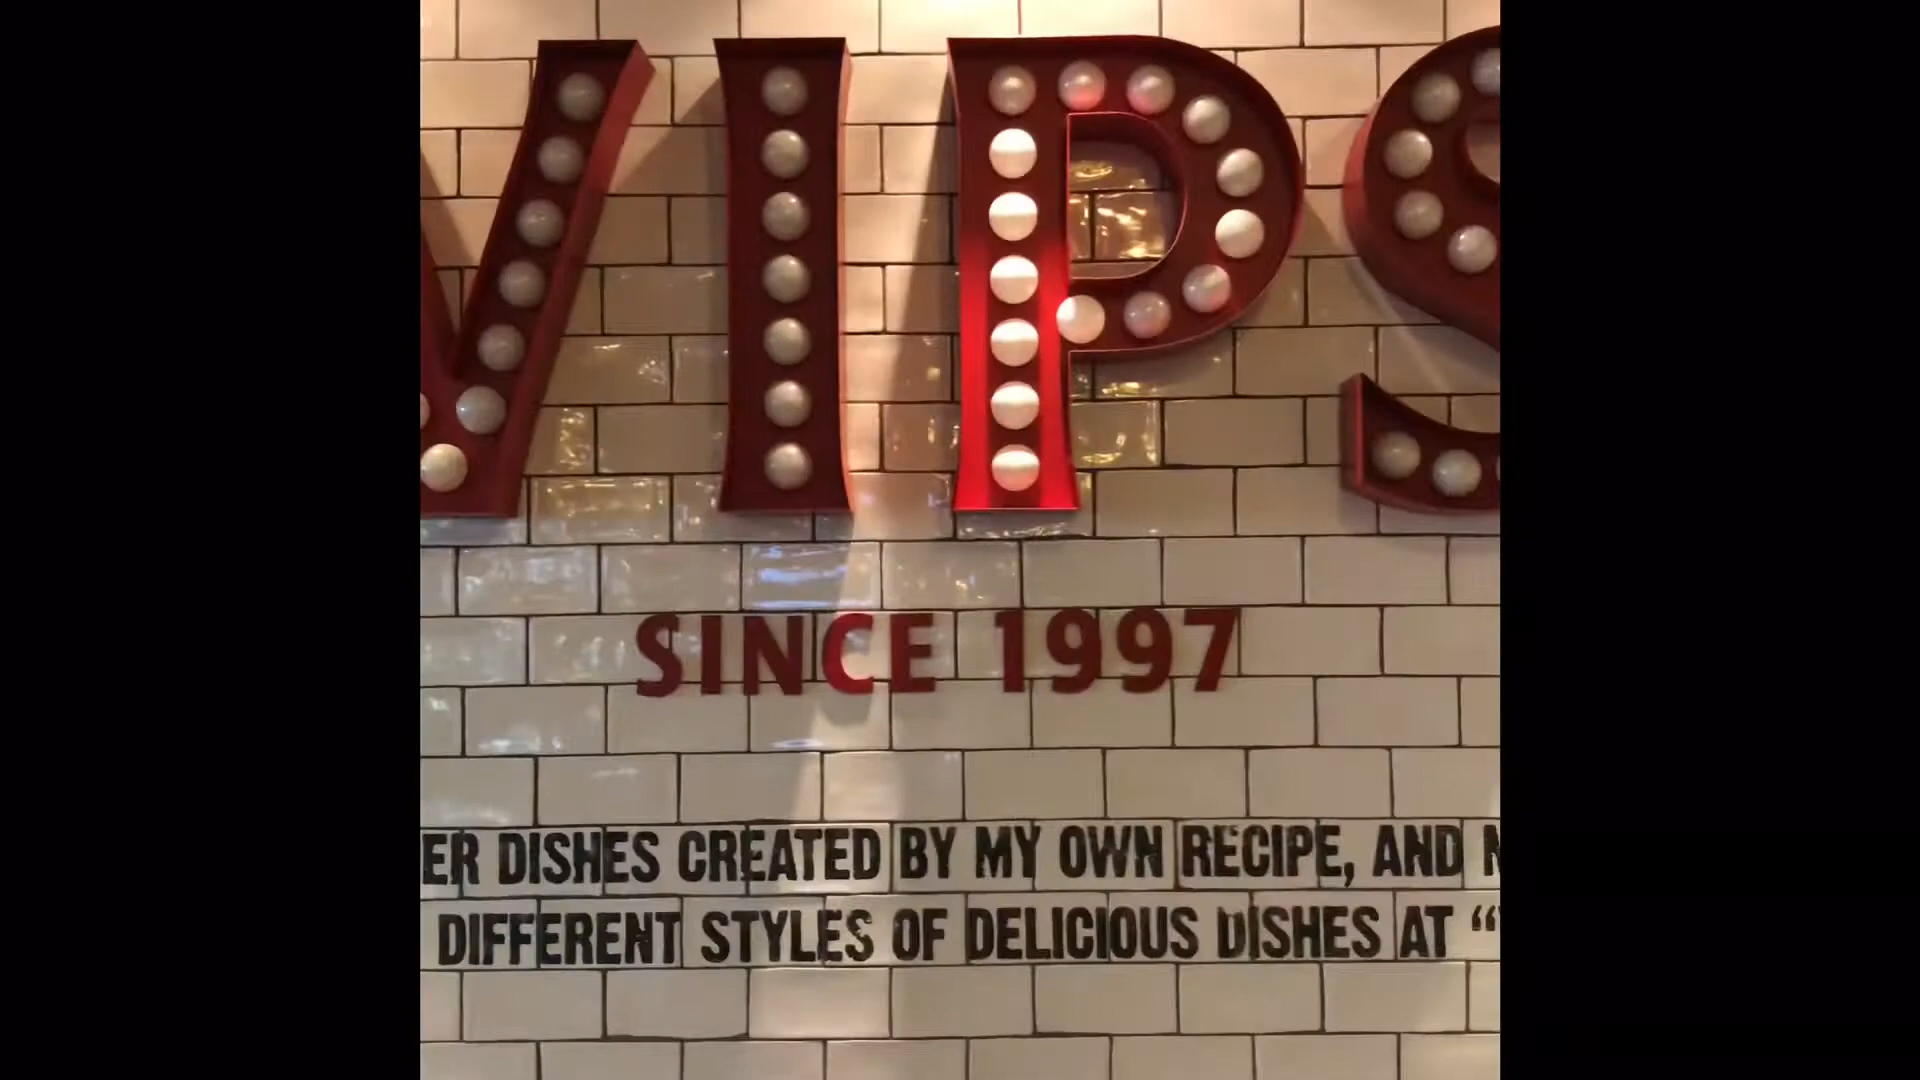 VIPS
SINCE 1997
ER DISHES CREATED BY MY OWN RECIPE, AND
DIFFERENT STYLES OF DELICIOUS DISHES AT “